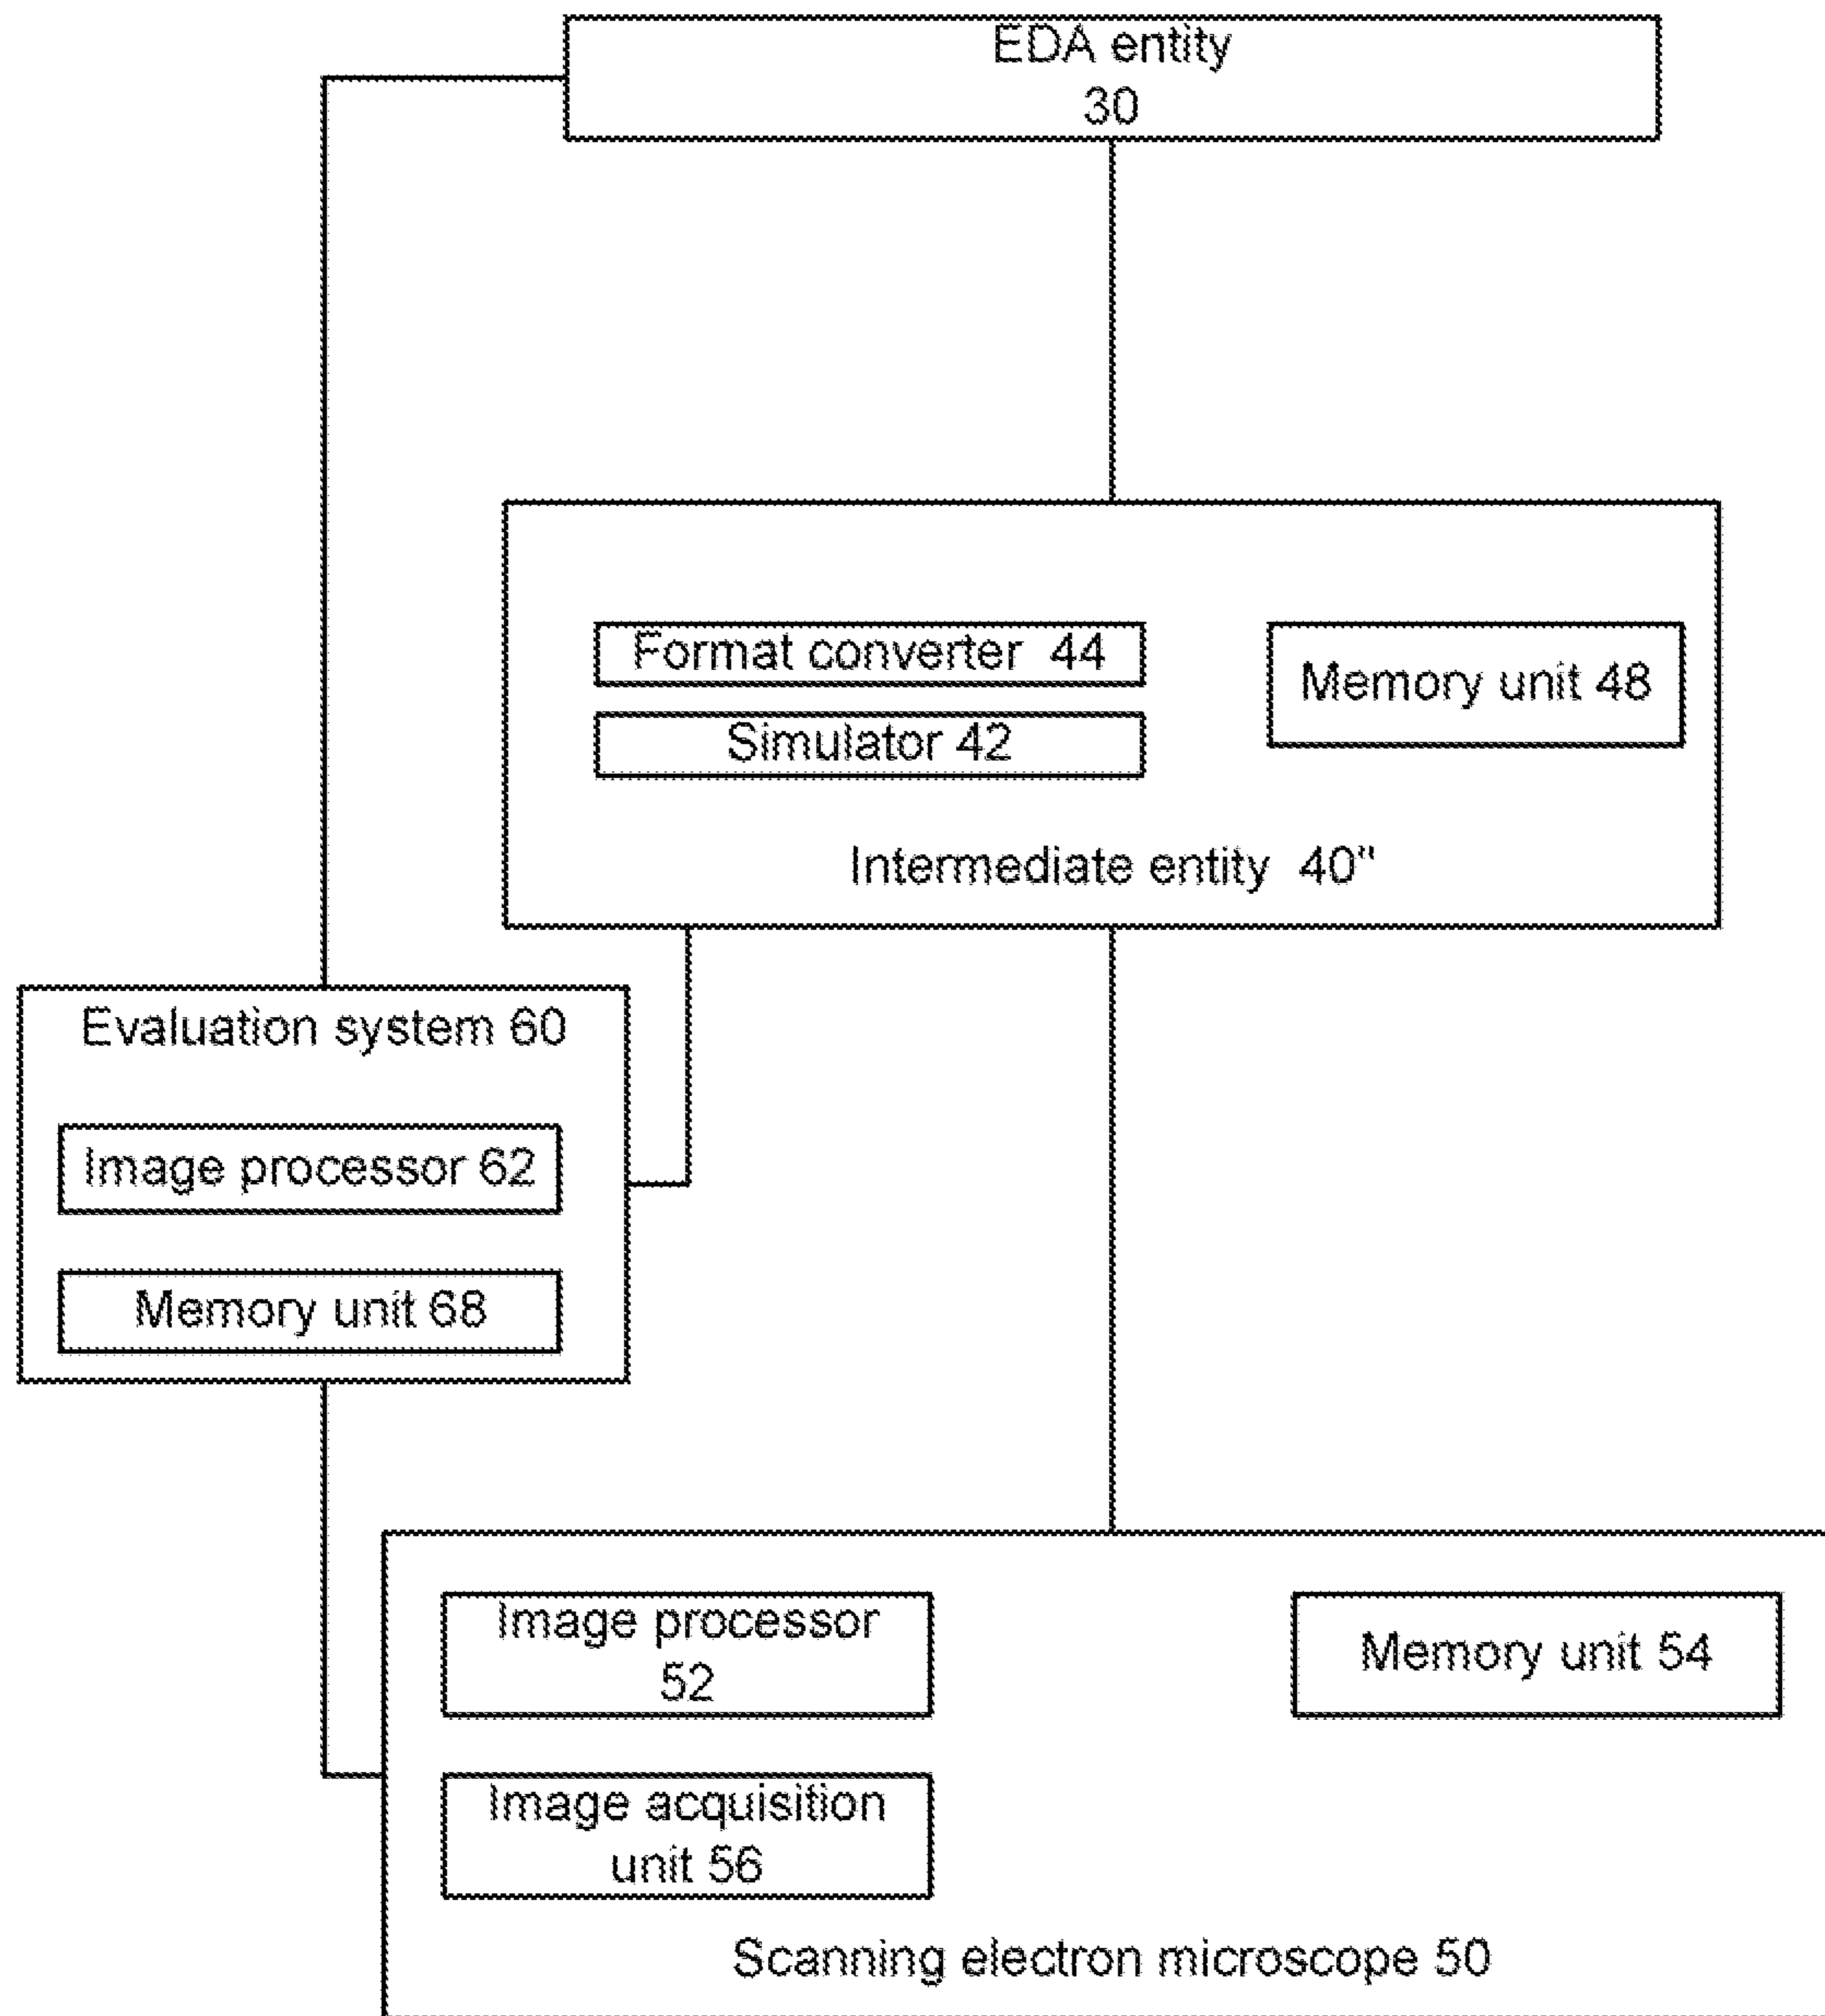 EDA entity
30
Format converter 44
Memory unit 48
Simulator 42
Intermediate entity 40"
Evaluation system 60
Image processor 62
Memory unit 68
Image processor
52
Memory unit 54
Image acquisition
unit 56
Scanning electron microscope 50